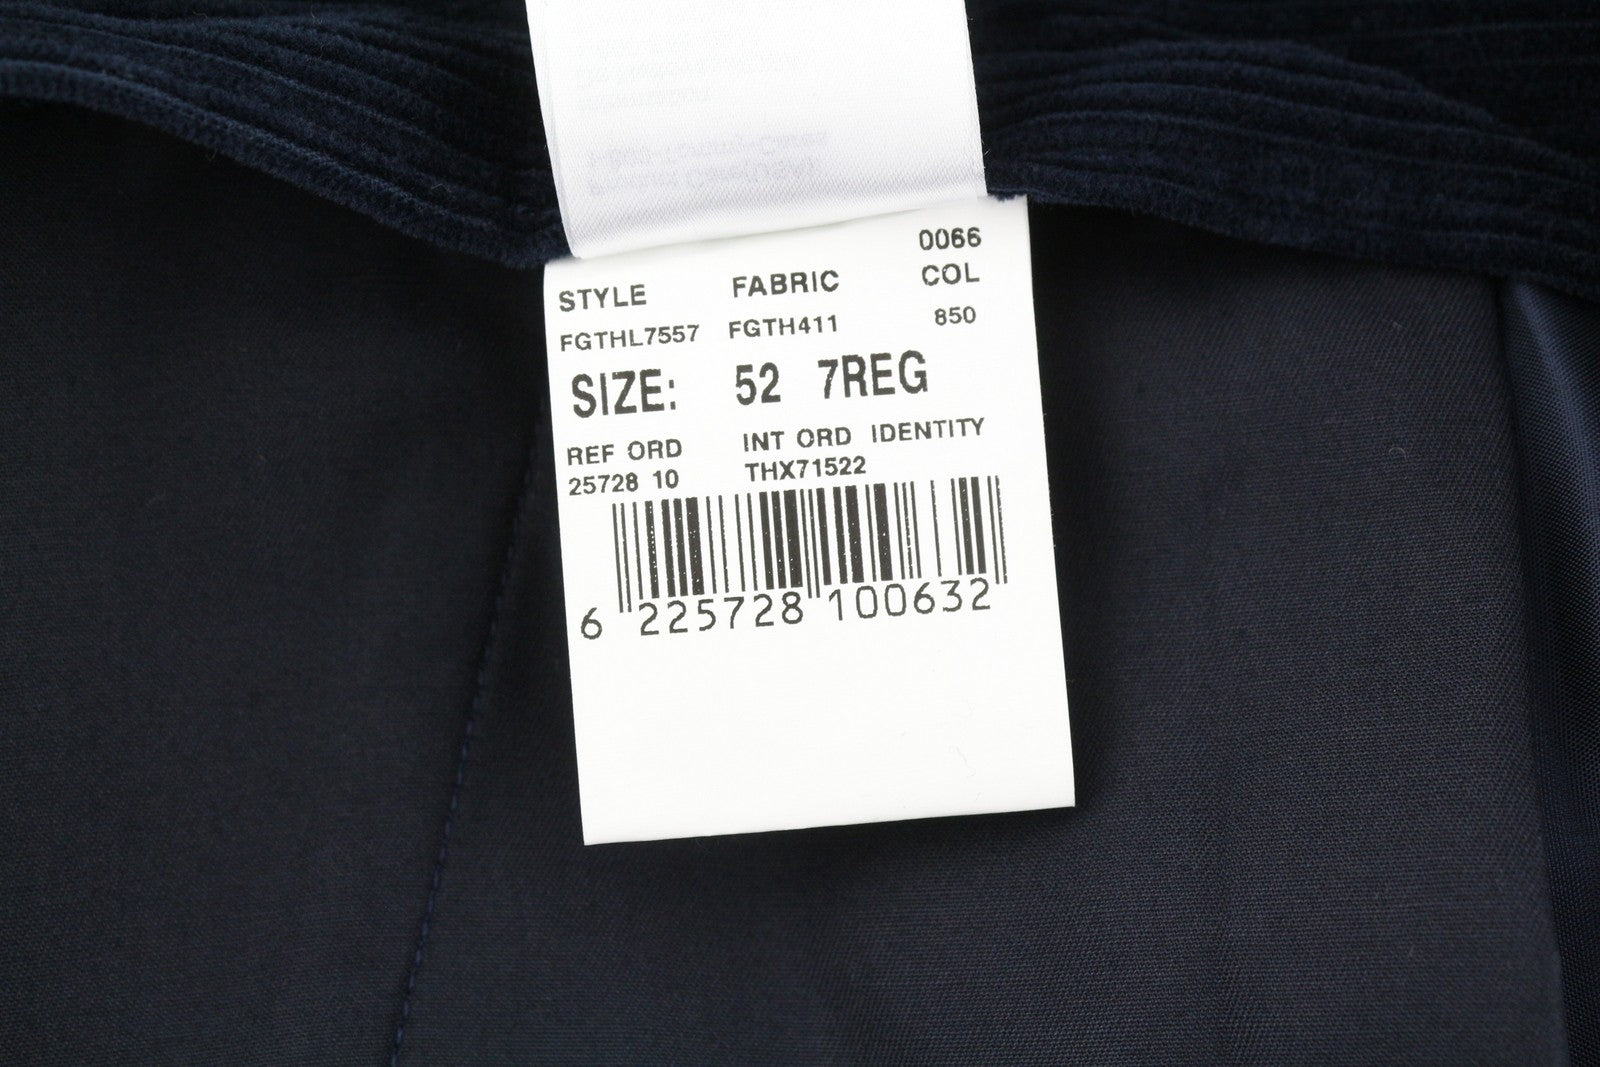 0066
STYLE FABRIC COL
FGTHL7557 FGTH411 850
SIZE: 52 7REG
REF ORD INT ORD IDENTITY
25728 10 THX71522
6 225728 100632